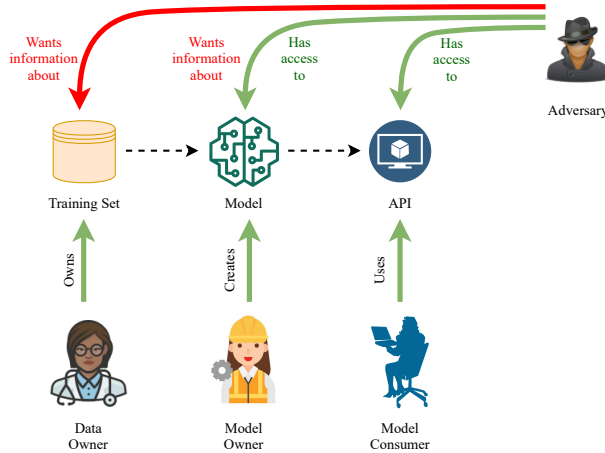 Wants
information
about
Wants
information
about
Has
access
to
Has
access
to
Adversary
Training Set
Model
API
Owns
Creates
Uses
Data
Owner
Model
Owner
Model
Consumer